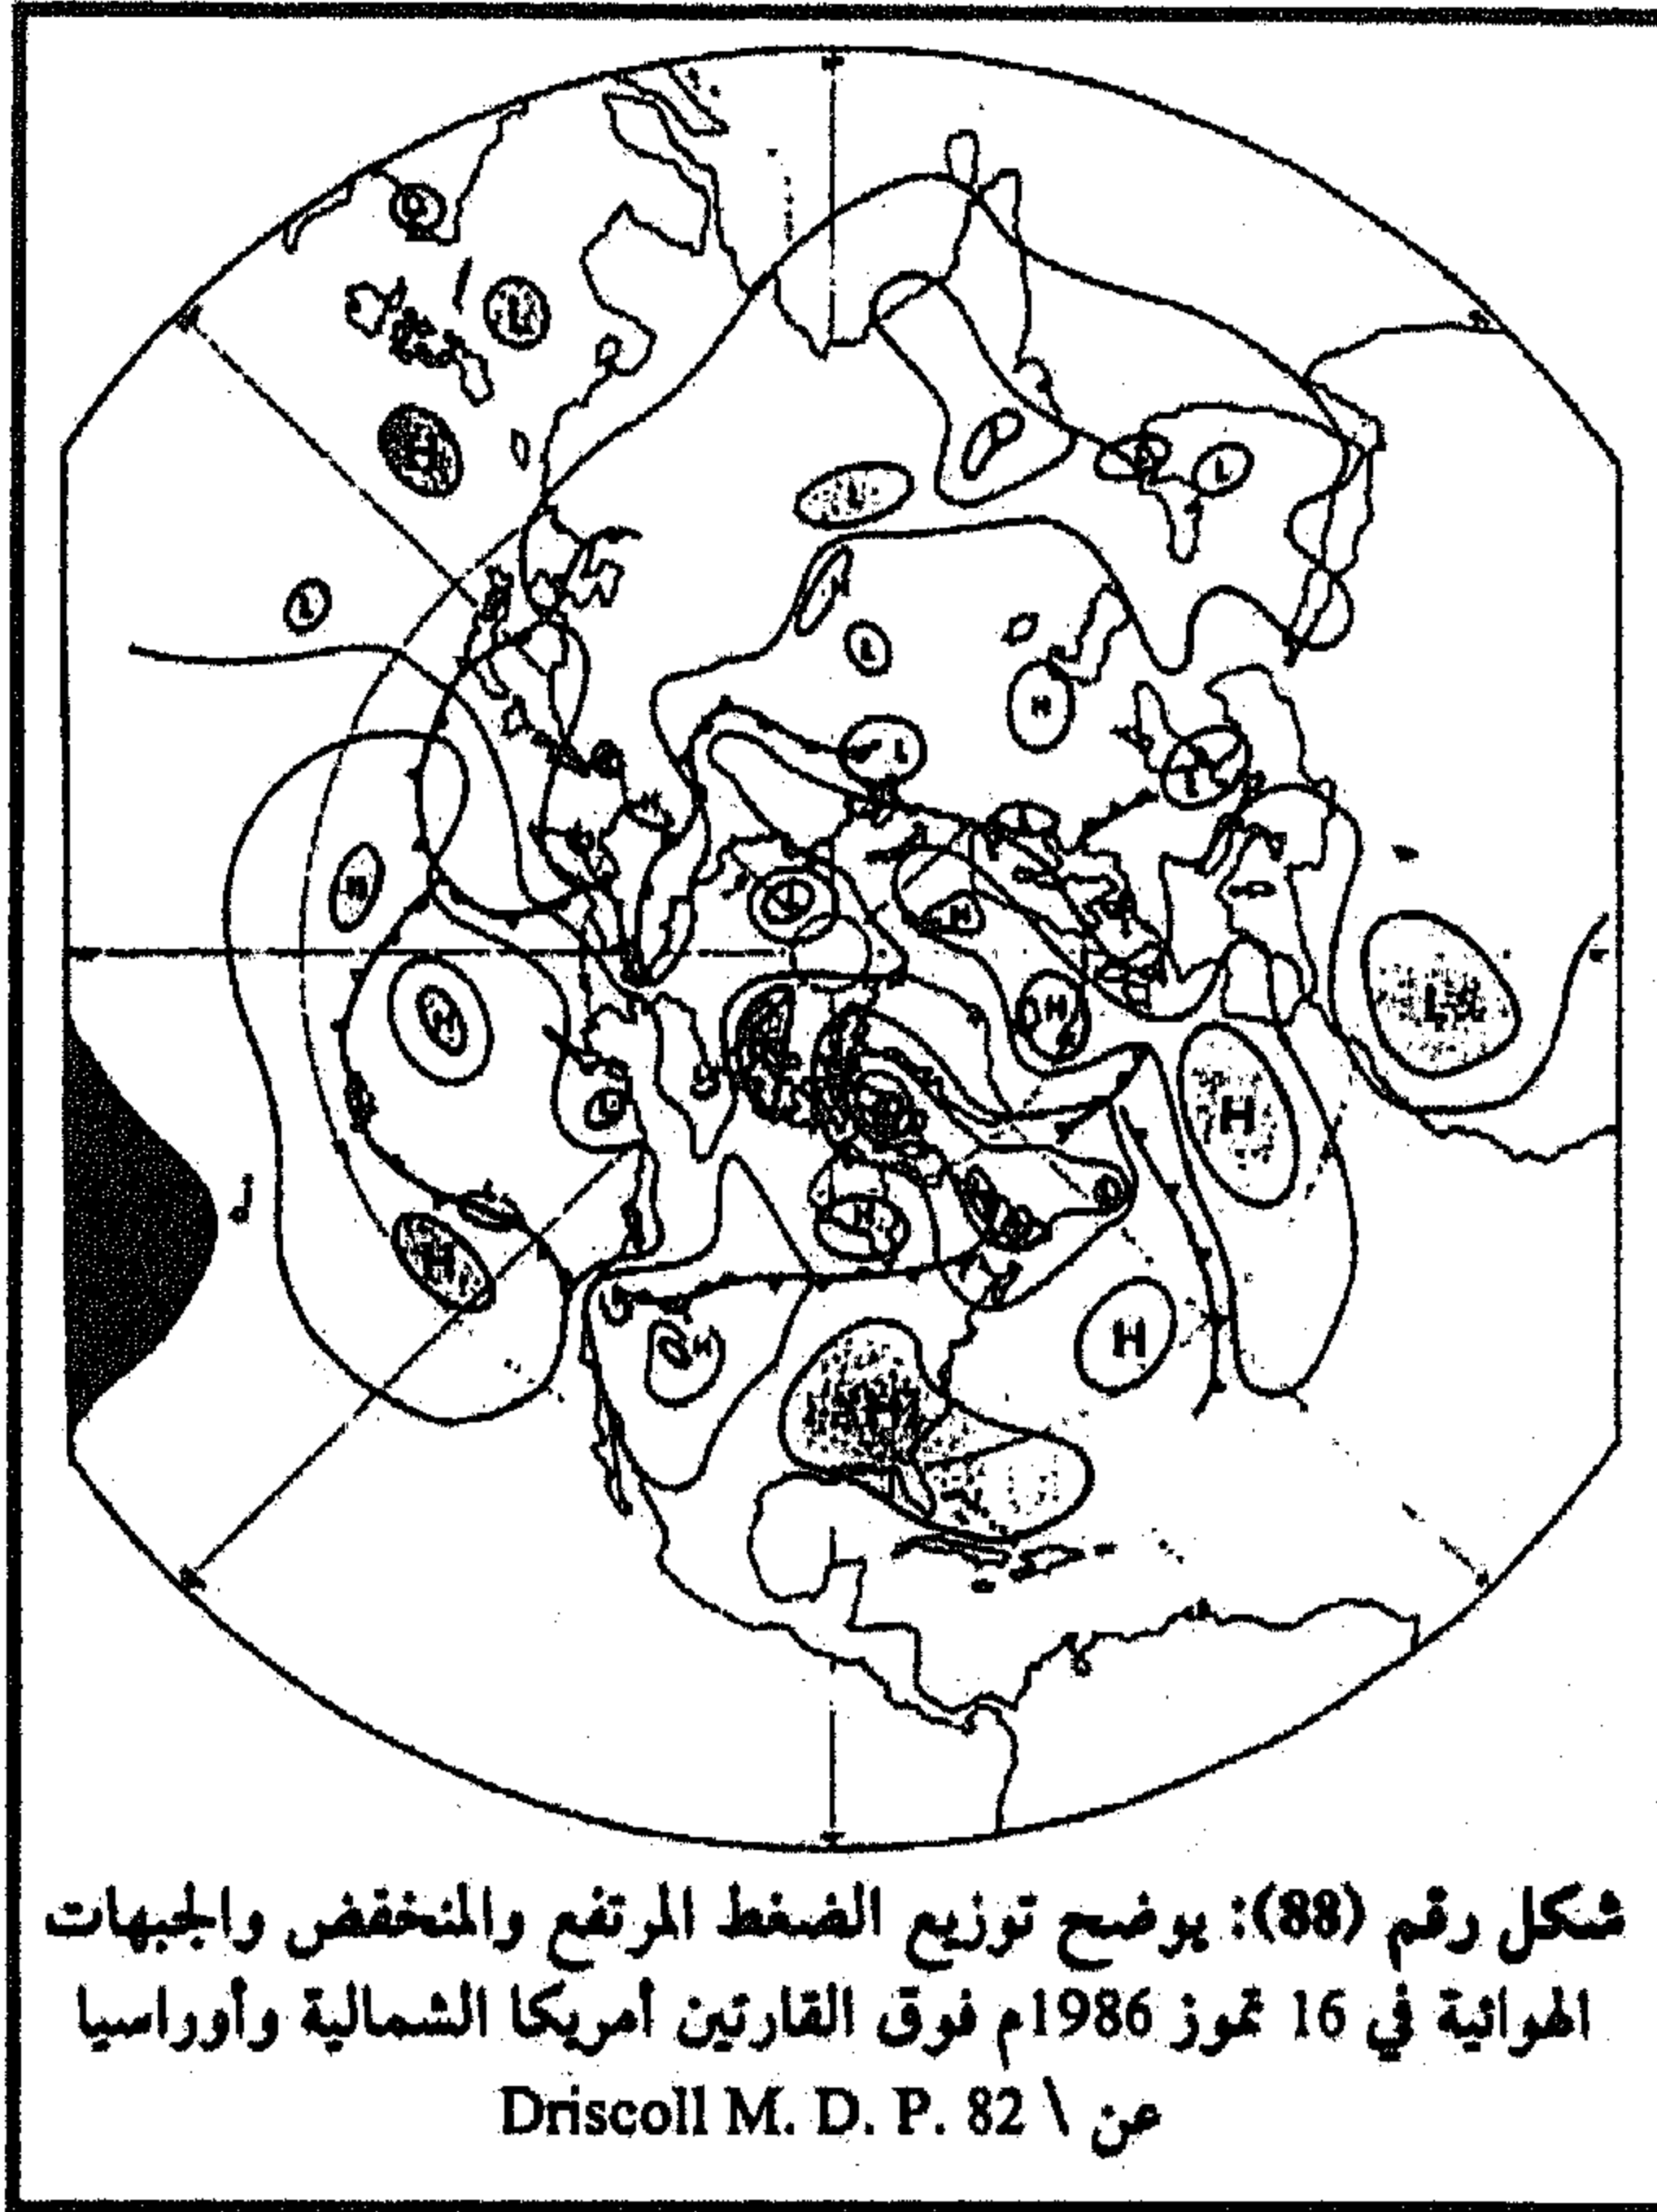 شكل رقم (88): يوضح توزيع الضغط المرتفع والمنخفض والجبهات
الهوائية في 16 تموز 1986م فوق القارتين أمريكا الشمالية وأوراسيا
عن \ Driscoll M. D. P. 82
L
H
L
L
L
L
H
L
H
L
H
H
H
L
H
H
H
H
H